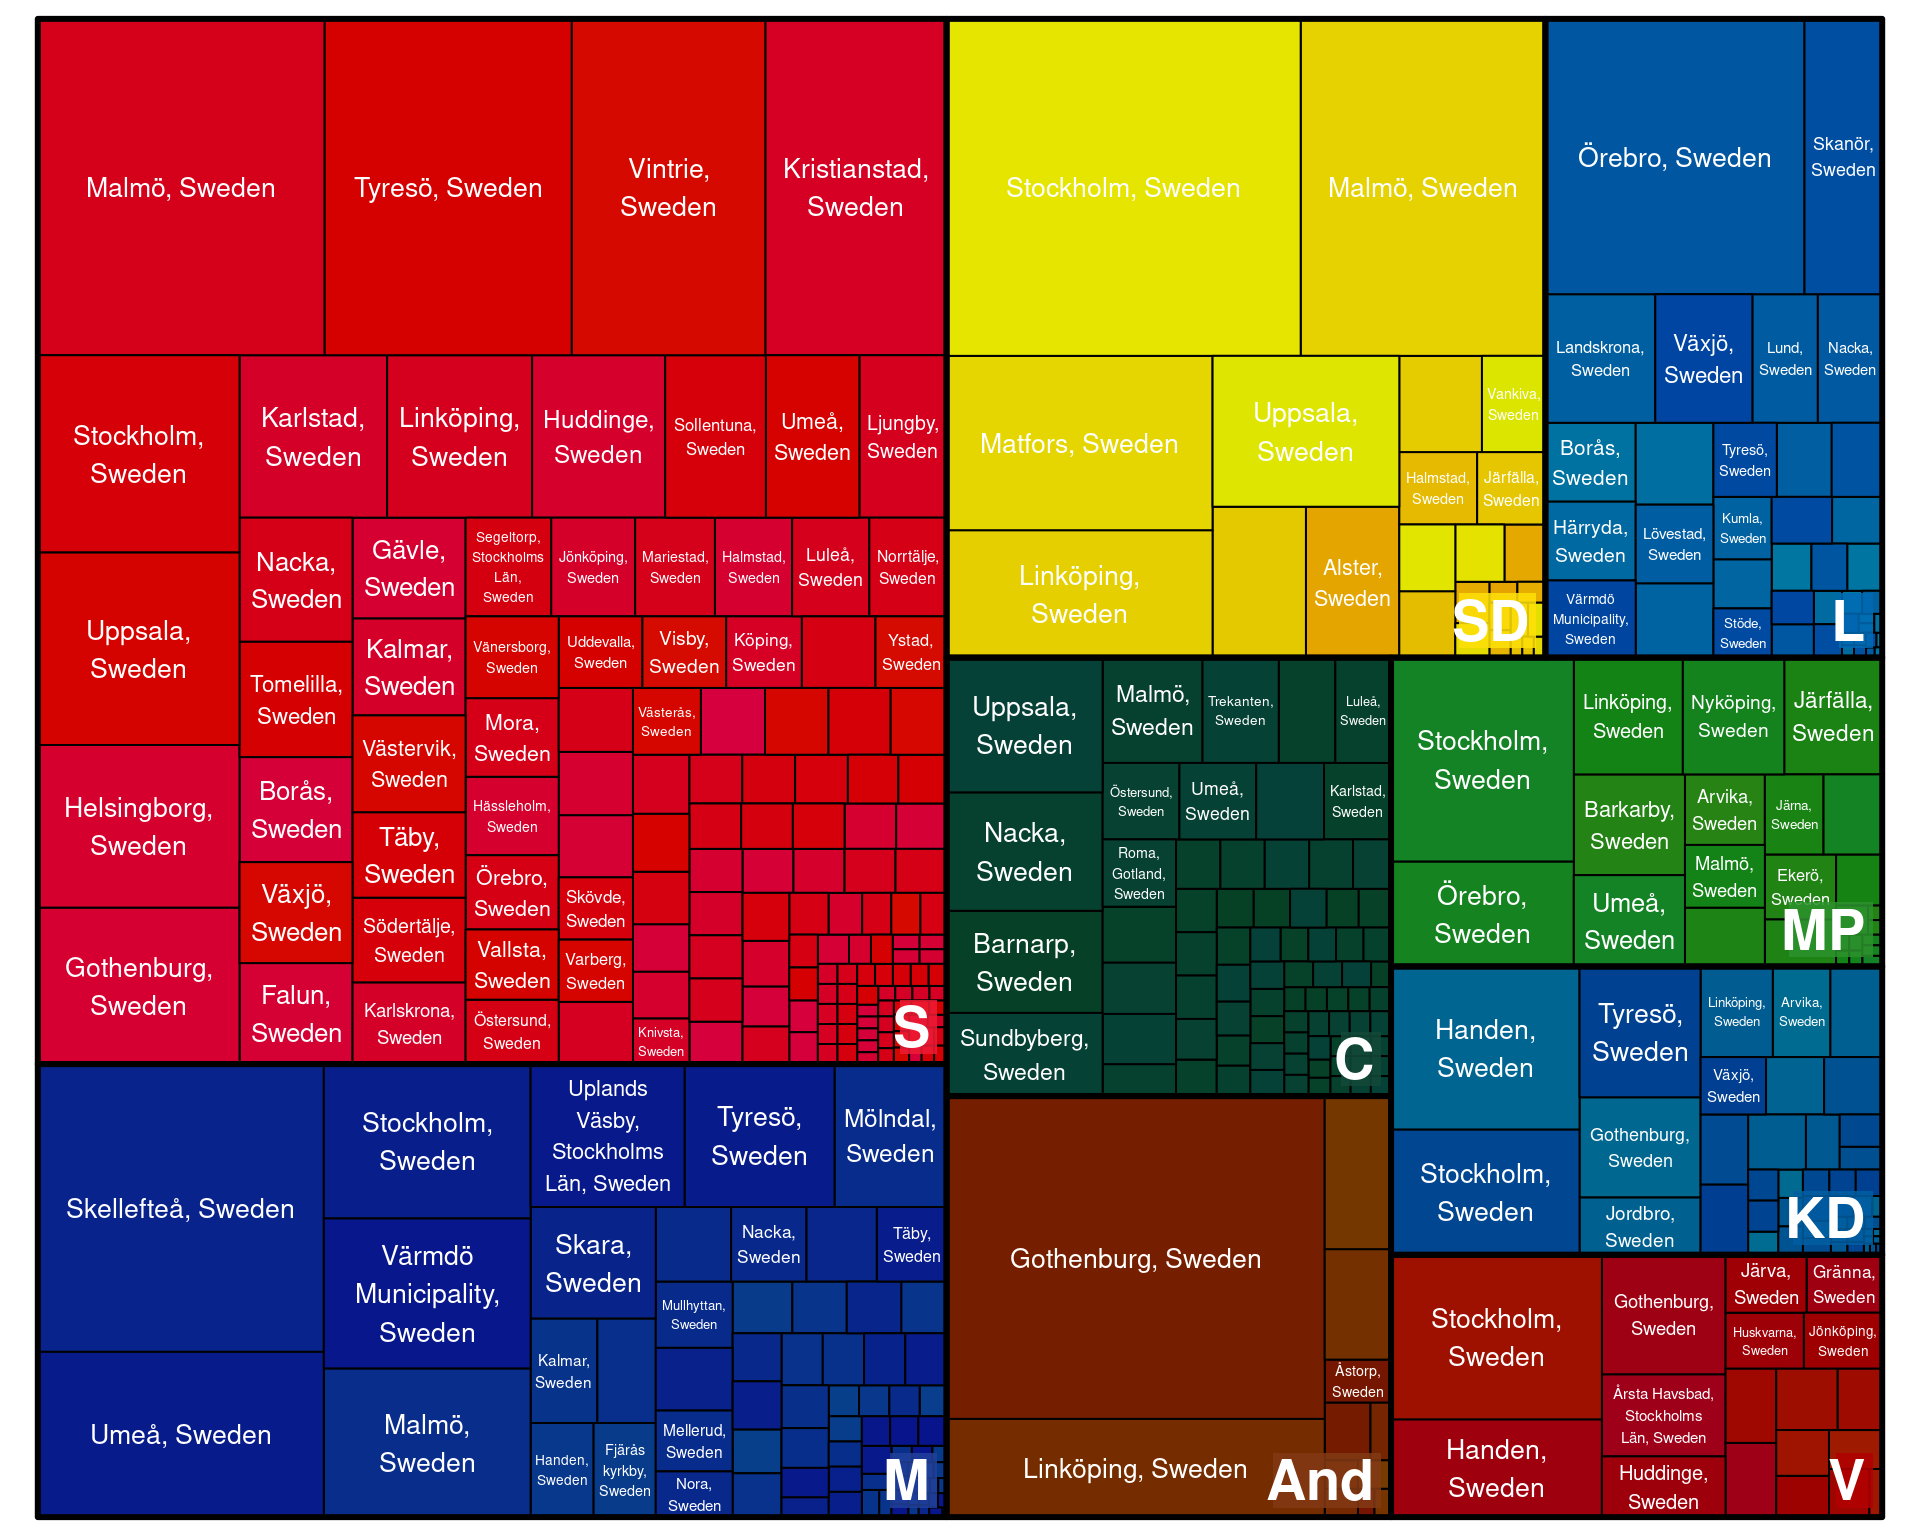 Malmö, Sweden
Tyresö, Sweden
Vintrie,
Sweden
Kristianstad,
Sweden
Stockholm,
Sweden
Karlstad,
Sweden
Linköping,
Sweden
Huddinge,
Sweden
Sollentuna,
Sweden
Umeå,
Sweden
Ljungby,
Sweden
Uppsala,
Sweden
Helsingborg,
Sweden
Gothenburg,
Sweden
Nacka,
Sweden
Tomelilla,
Sweden
Borås,
Sweden
Växjö,
Sweden
Falun,
Sweden
Gävle,
Sweden
Kalmar,
Sweden
Västervik,
Sweden
Täby,
Sweden
Södertälje,
Sweden
Karlskrona,
Sweden
Segeltorp,
Stockholms
Län,
Sweden
Jönköping,
Sweden
Mariestad,
Sweden
Halmstad,
Sweden
Luleå,
Sweden
Norrtälje,
Sweden
Vänersborg,
Sweden
Uddevalla,
Sweden
Visby,
Sweden
Köping,
Sweden
Ystad,
Sweden
Mora,
Sweden
Västerås,
Sweden
Hässleholm,
Sweden
Örebro,
Sweden
Vallsta,
Sweden
Östersund,
Sweden
Skövde,
Sweden
Varberg,
Sweden
Knivsta,
Sweden
S
Skellefteå, Sweden
Umeå, Sweden
Stockholm,
Sweden
Värmdö
Municipality,
Sweden
Malmö,
Sweden
Uplands
Väsby,
Stockholms
Län, Sweden
Tyresö,
Sweden
Mölndal,
Sweden
Skara,
Sweden
Nacka,
Sweden
Täby,
Sweden
Mullhyttan,
Sweden
Kalmar,
Sweden
Mellerud,
Sweden
Handen,
Sweden
Fjärås
kyrkby,
Sweden
Nora,
Sweden
M
Stockholm, Sweden
Malmö, Sweden
Matfors, Sweden
Uppsala,
Sweden
Vankiva,
Sweden
Halmstad,
Sweden
Järfälla,
Sweden
Linköping,
Sweden
Alster,
Sweden
SD
Örebro, Sweden
Skanör,
Sweden
Landskrona,
Sweden
Växjö,
Sweden
Lund,
Sweden
Nacka,
Sweden
Borås,
Sweden
Tyresö,
Sweden
Härryda,
Sweden
Lövestad,
Sweden
Kumla,
Sweden
Värmdö
Municipality,
Sweden
Stöde,
Sweden
L
Uppsala,
Sweden
Malmö,
Sweden
Trekanten,
Sweden
Luleå,
Sweden
Östersund,
Sweden
Umeå,
Sweden
Karlstad,
Sweden
Nacka,
Sweden
Roma,
Gotland,
Sweden
Barnarp,
Sweden
Sundbyberg,
Sweden
C
Stockholm,
Sweden
Linköping,
Sweden
Nyköping,
Sweden
Järfälla,
Sweden
Barkarby,
Sweden
Arvika,
Sweden
Järna,
Sweden
Malmö,
Sweden
Ekerö,
Sweden
Örebro,
Sweden
Umeå,
Sweden
MP
Handen,
Sweden
Tyresö,
Sweden
Linköping,
Sweden
Arvika,
Sweden
Växjö,
Sweden
Gothenburg,
Sweden
Stockholm,
Sweden
Jordbro,
Sweden
KD
Gothenburg, Sweden
Åstorp,
Sweden
Linköping, Sweden
And
Stockholm,
Sweden
Gothenburg,
Sweden
Järva,
Sweden
Gränna,
Sweden
Huskvarna,
Sweden
Jönköping,
Sweden
Årsta Havsbad,
Stockholms
Län, Sweden
Handen,
Sweden
Huddinge,
Sweden
V